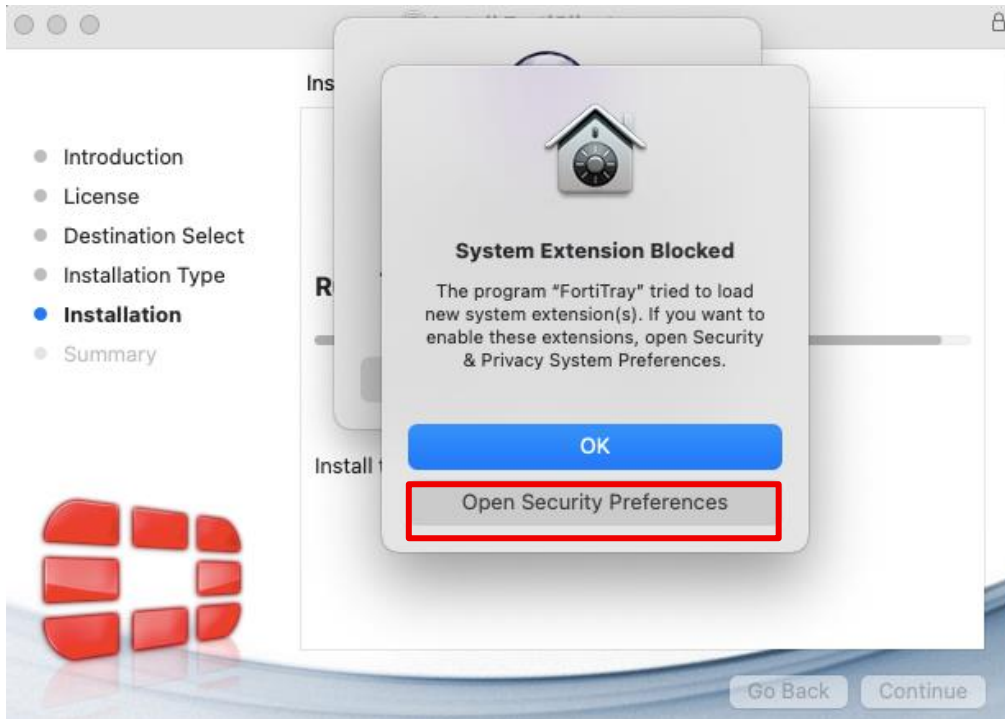 Ins
Introduction
License
Destination Select
Installation Type
Installation
Summary
R
System Extension Blocked
The program “FortiTray” tried to load
new system extension(s). If you want to
enable these extensions, open Security
& Privacy System Preferences.
OK
Install
Open Security Preferences
Go Back
Continue